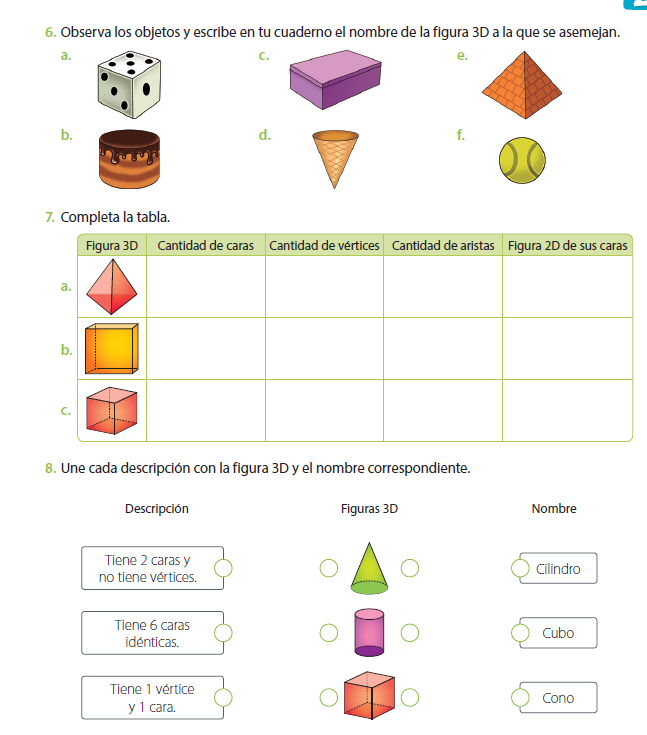 6. Observa los objetos y escribe en tu cuaderno el nombre de la figura 3D a la que se asemejan.
a.
c.
e.
b.
d.
f.
7. Completa la tabla.
Figura 3D Cantidad de caras Cantidad de vértices Cantidad de aristas Figura 2D de sus caras
a.
b.
c.
8. Une cada descripción con la figura 3D y el nombre correspondiente.
Descripción Figuras 3D Nombre
Tiene 2 caras y
no tiene vértices.
Cilindro
Tiene 6 caras
idénticas.
Cubo
Tiene 1 vértice
y 1 cara.
Cono